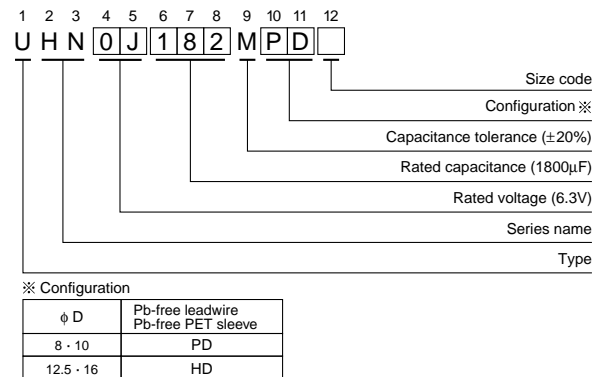 1 2 3 4 5 6 7 8 9 10 11 12
U H N 0 J 1 8 2 M P D
Size code
Configuration ※
Capacitance tolerance (±20%)
Rated capacitance (1800µF)
Rated voltage (6.3V)
Series name
Type
※ Configuration
ϕ D Pb-free leadwire
Pb-free PET sleeve
8 · 10 PD
12.5 · 16 HD